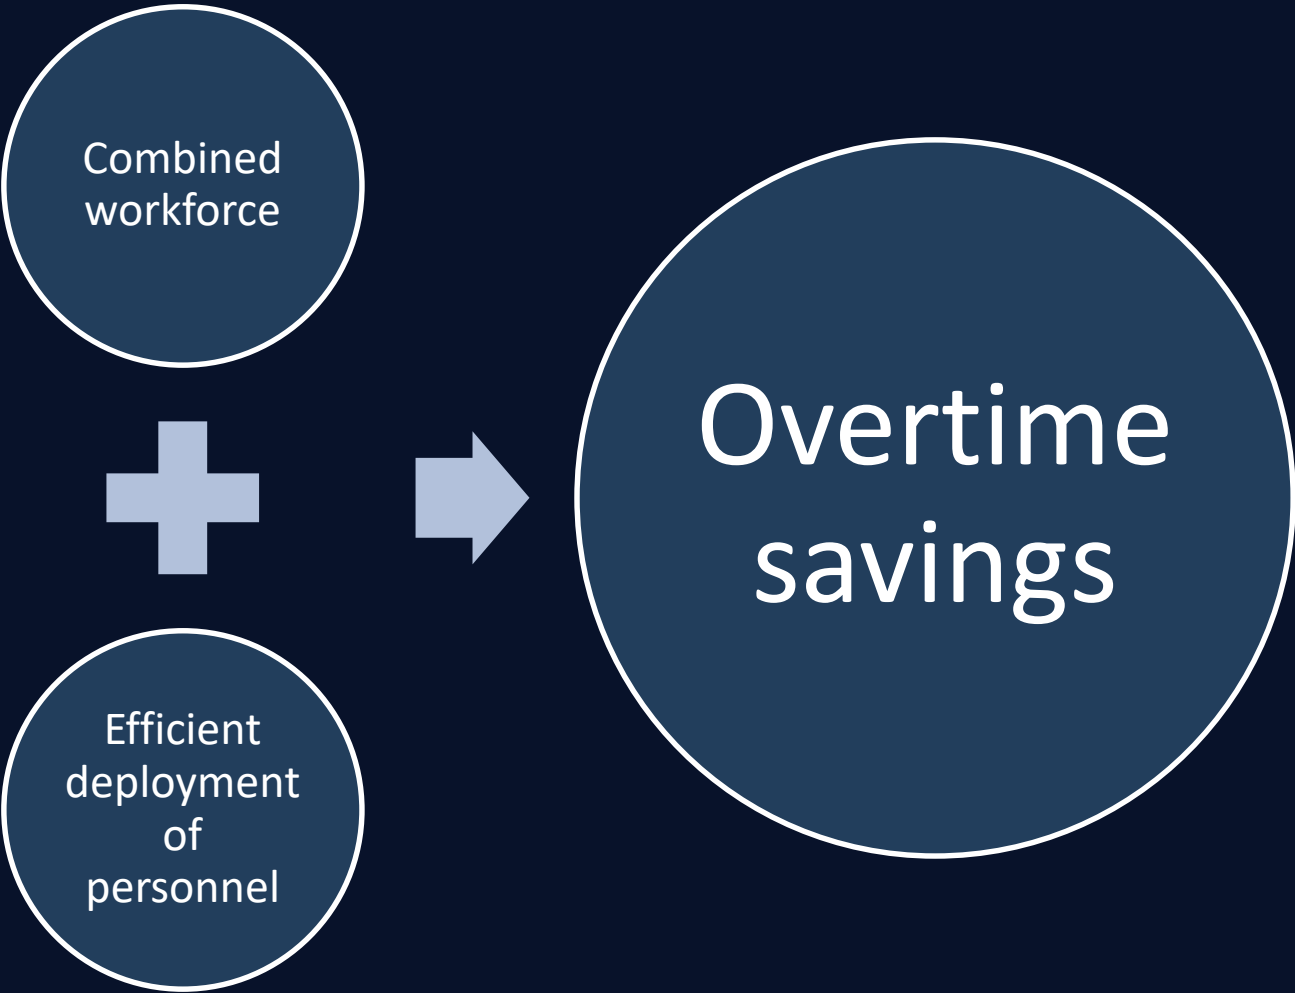 Combined
workforce
Efficient
deployment
of
personnel
Overtime
savings